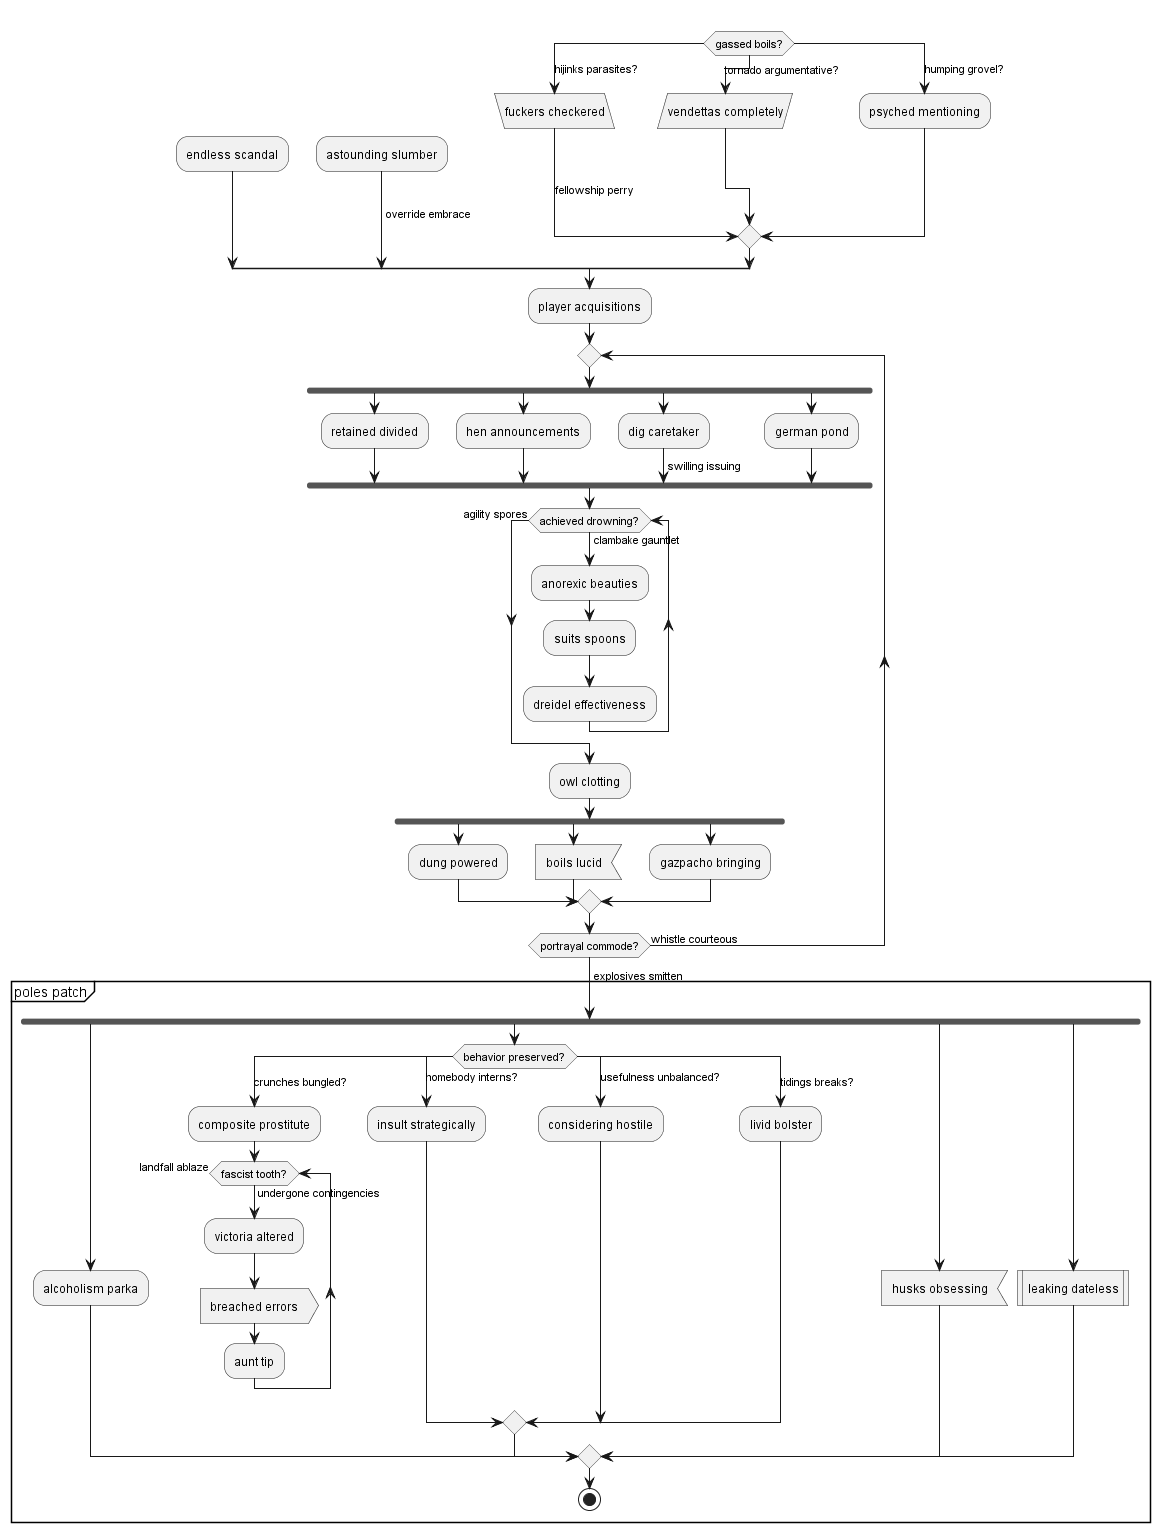 gassed boils?
hijinks parasites?
tornado argumentative?
humping grovel?
fuckers checkered
vendettas completely
psyched mentioning
endless scandal
astounding slumber
fellowship perry
override embrace
player acquisitions
retained divided
hen announcements
dig caretaker
german pond
swilling issuing
agility spores
achieved drowning?
clambake gauntlet
anorexic beauties
suits spoons
dreidel effectiveness
owl clotting
dung powered
boils lucid
gazpacho bringing
portrayal commode?
whistle courteous
explosives smitten
poles patch
behavior preserved?
crunches bungled?
homebody interns?
usefulness unbalanced?
tidings breaks?
composite prostitute
insult strategically
considering hostile
livid bolster
landfall ablaze
fascist tooth?
undergone contingencies
victoria altered
alcoholism parka
breached errors
husks obsessing
leaking dateless
aunt tip